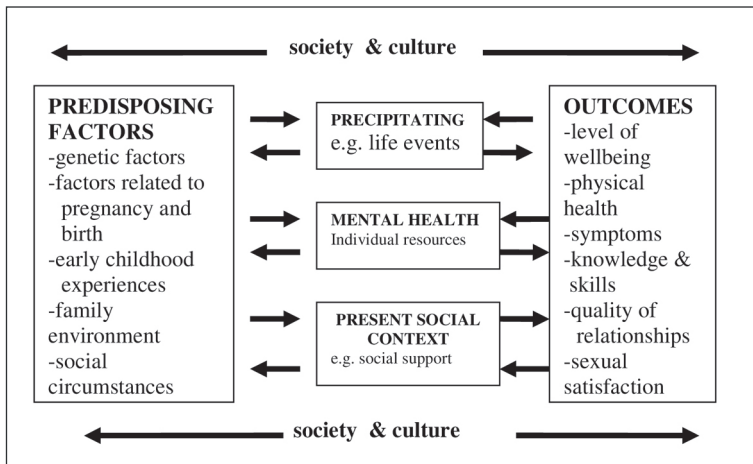 society & culture
PREDISPOSING
FACTORS
-genetic factors
-factors related to
pregnancy and
birth
-early childhood
experiences
-family
environment
-social
circumstances
PRECIPITATING
e.g. life events
MENTAL HEALTH
Individual resources
PRESENT SOCIAL
CONTEXT
e.g. social support
OUTCOMES
-level of
wellbeing
-physical
health
-symptoms
-knowledge &
skills
-quality of
relationships
-sexual
satisfaction
society & culture